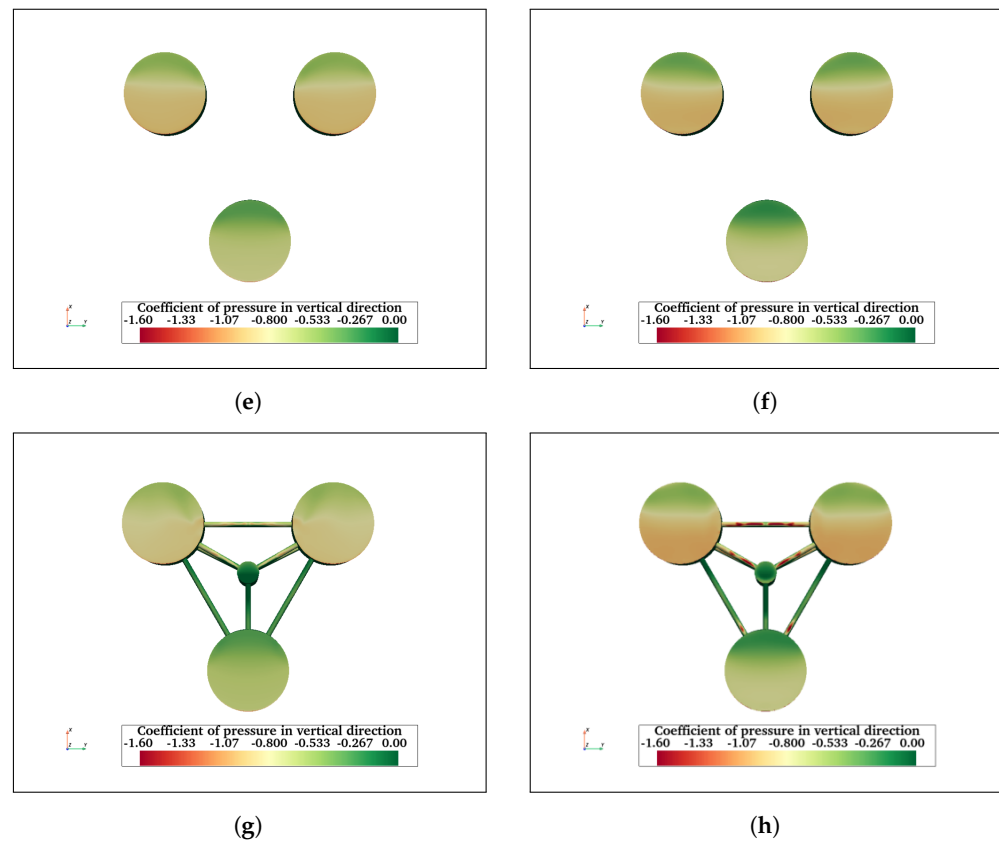 X
Z
Y
Coefficient of pressure in vertical direction
-1.60 -1.33 -1.07 -0.800 -0.533 -0.267 0.00
X
Z
Y
Coefficient of pressure in vertical direction
-1.60 -1.33 -1.07 -0.800 -0.533 -0.267 0.00
(e)
(f)
X
Z
Y
Coefficient of pressure in vertical direction
-1.60 -1.33 -1.07 -0.800 -0.533 -0.267 0.00
X
Z
Y
Coefficient of pressure in vertical direction
-1.60 -1.33 -1.07 -0.800 -0.533 -0.267 0.00
(g)
(h)